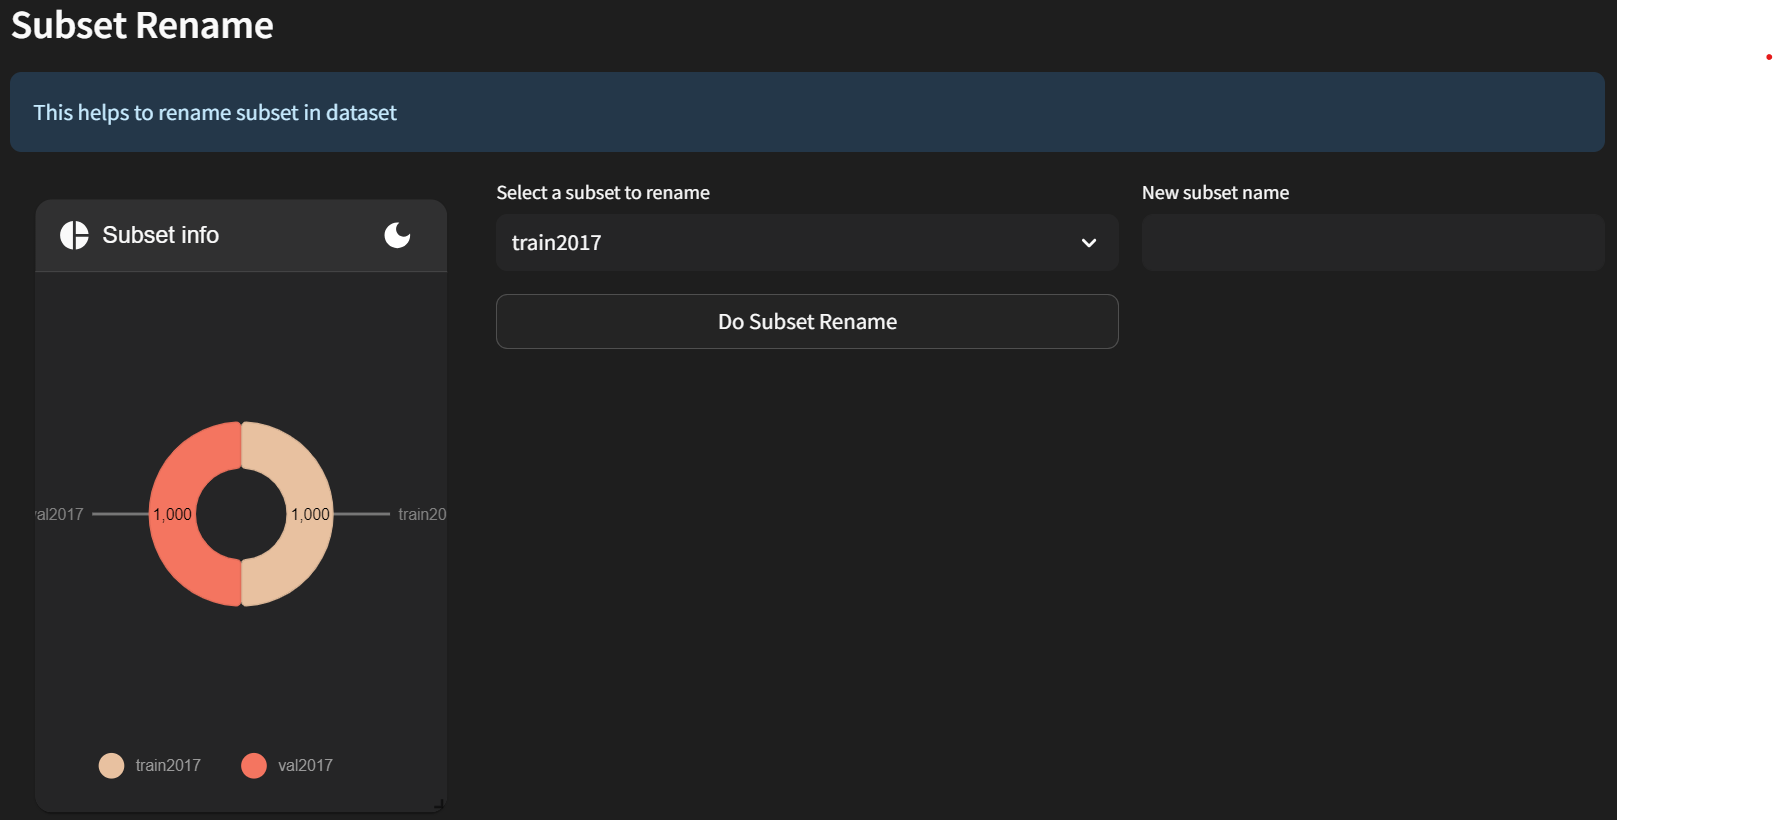 Subset Rename
This helps to rename subset in dataset
Subset info
Select a subset to rename
train2017
New subset name
Do Subset Rename
al2017
1,000
1,000
train20
train2017
val2017